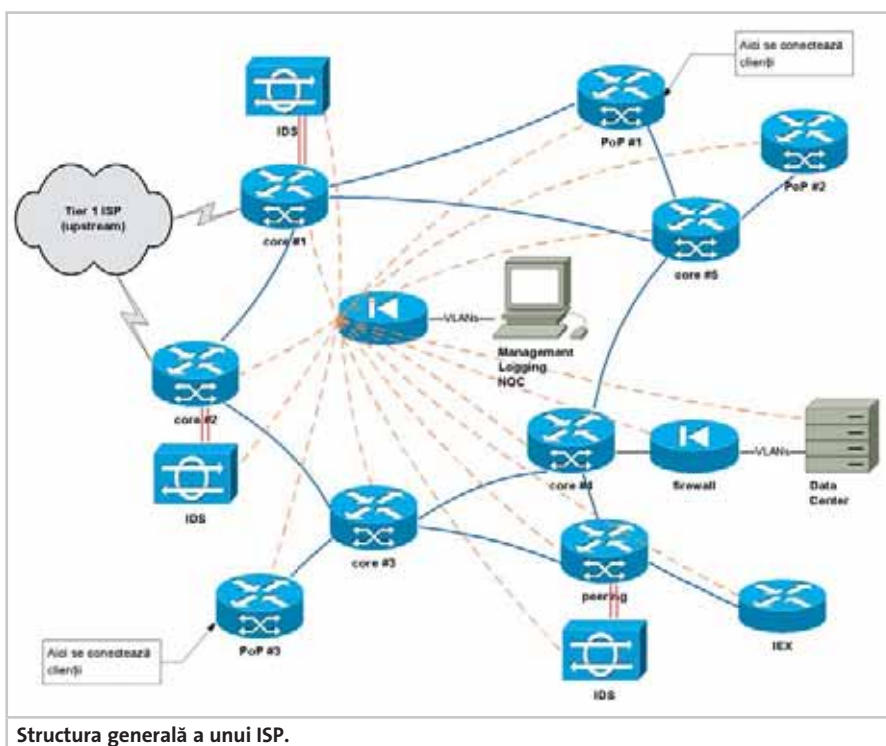 Aici se conectează
clienții
IDS
PoP #1
PoP #2
Tier 1 ISP
(upstream)
core #1
core #5
VLANs
Management
Logging
NOC
core #2
core #4
firewall
VLANs
Data
Center
IDS
core #3
peering
IEX
PoP #3
Aici se conectează
clienții
IDS
Structura generală a unui ISP.